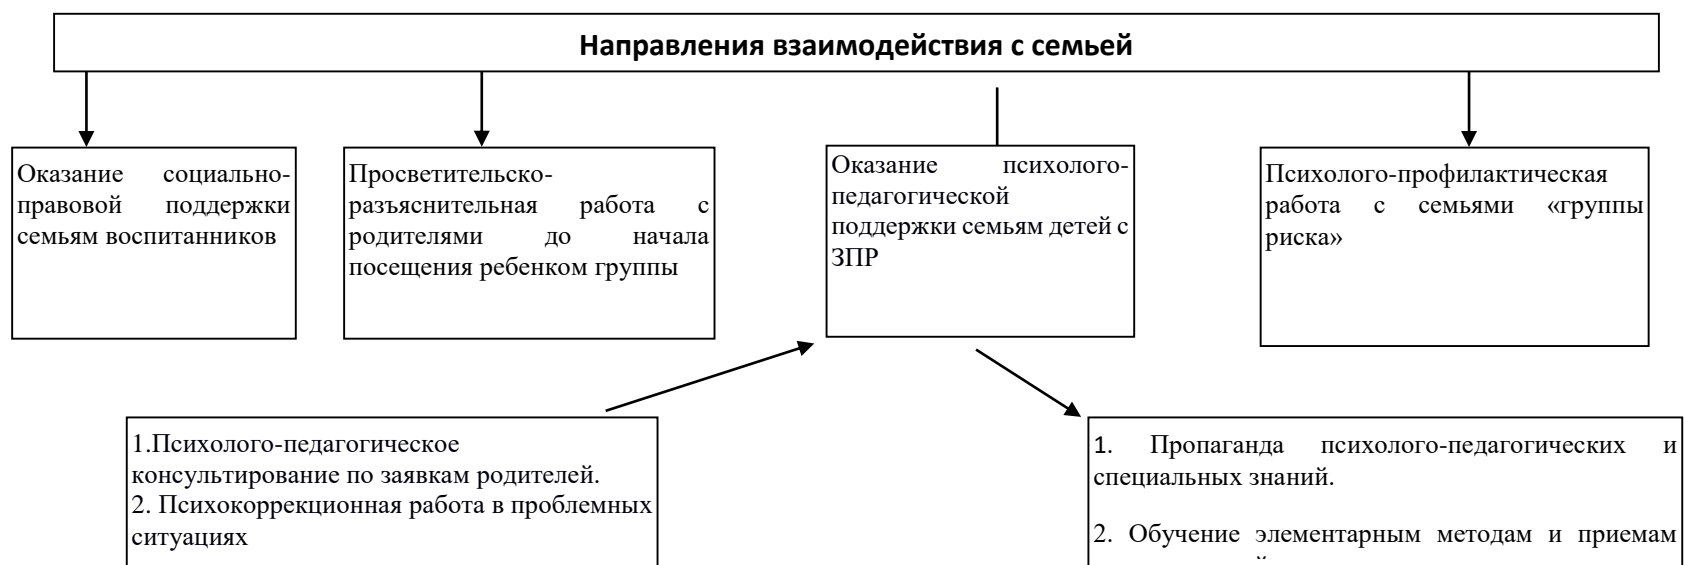 Направления взаимодействия с семьей
Оказание социально-
правовой поддержки
семьям воспитанников
Просветительско-
разъяснительная работа с
родителями до начала
посещения ребенком группы
Оказание психолого-
педагогической
поддержки семьям детей с
ЗПР
Психолого-профилактическая
работа с семьями «группы
риска»
1.Психолого-педагогическое
консультирование по заявкам родителей.
2. Психокоррекционная работа в проблемных
ситуациях
1. Пропаганда психолого-педагогических и
специальных знаний.
2. Обучение элементарным методам и приемам